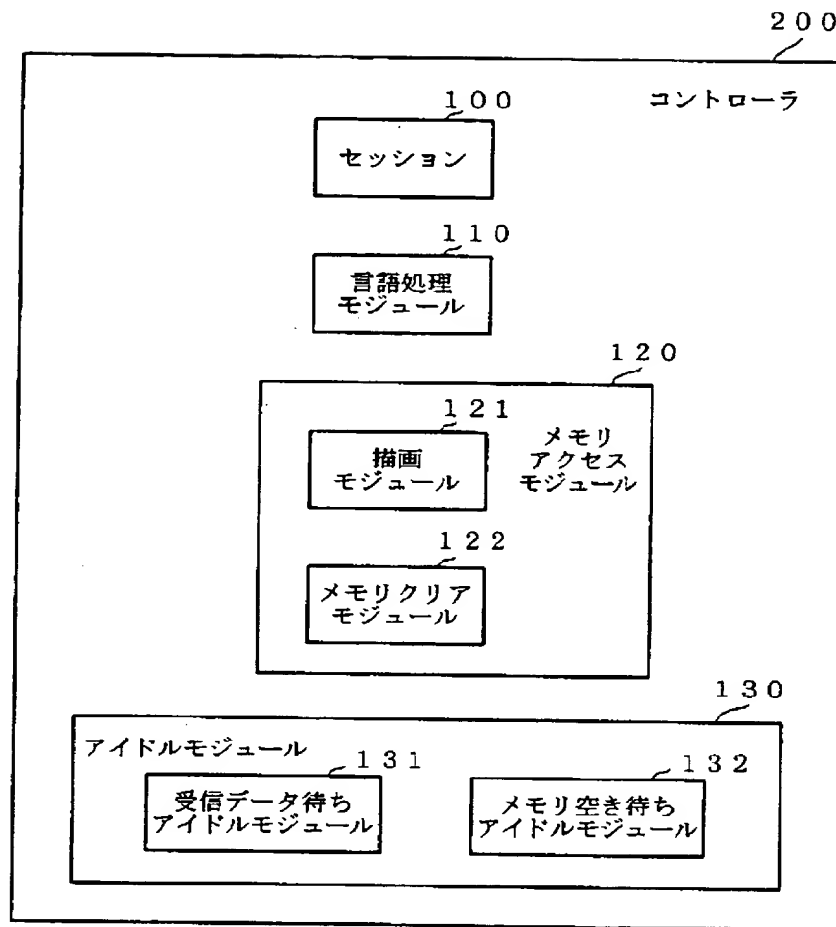 200
コントローラ
100
セッション
110
言語処理
モジュール
120
メモリ
アクセス
モジュール
121
描画
モジュール
122
メモリクリア
モジュール
130
アイドルモジュール
131
受信データ待ち
アイドルモジュール
132
メモリ空き待ち
アイドルモジュール